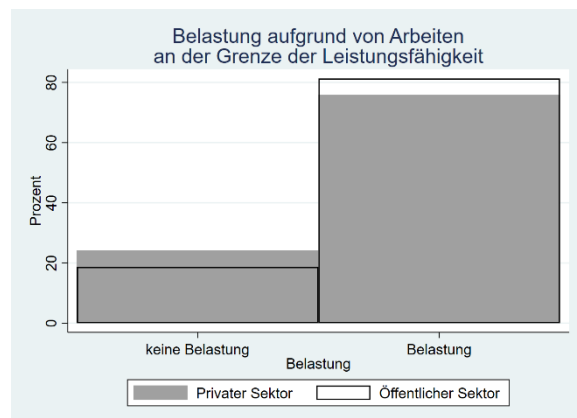 Belastung aufgrund von Arbeiten
an der Grenze der Leistungsfähigkeit
Prozent
80
60
40
20
0
keine Belastung
Belastung
Belastung
Privater Sektor
Öffentlicher Sektor